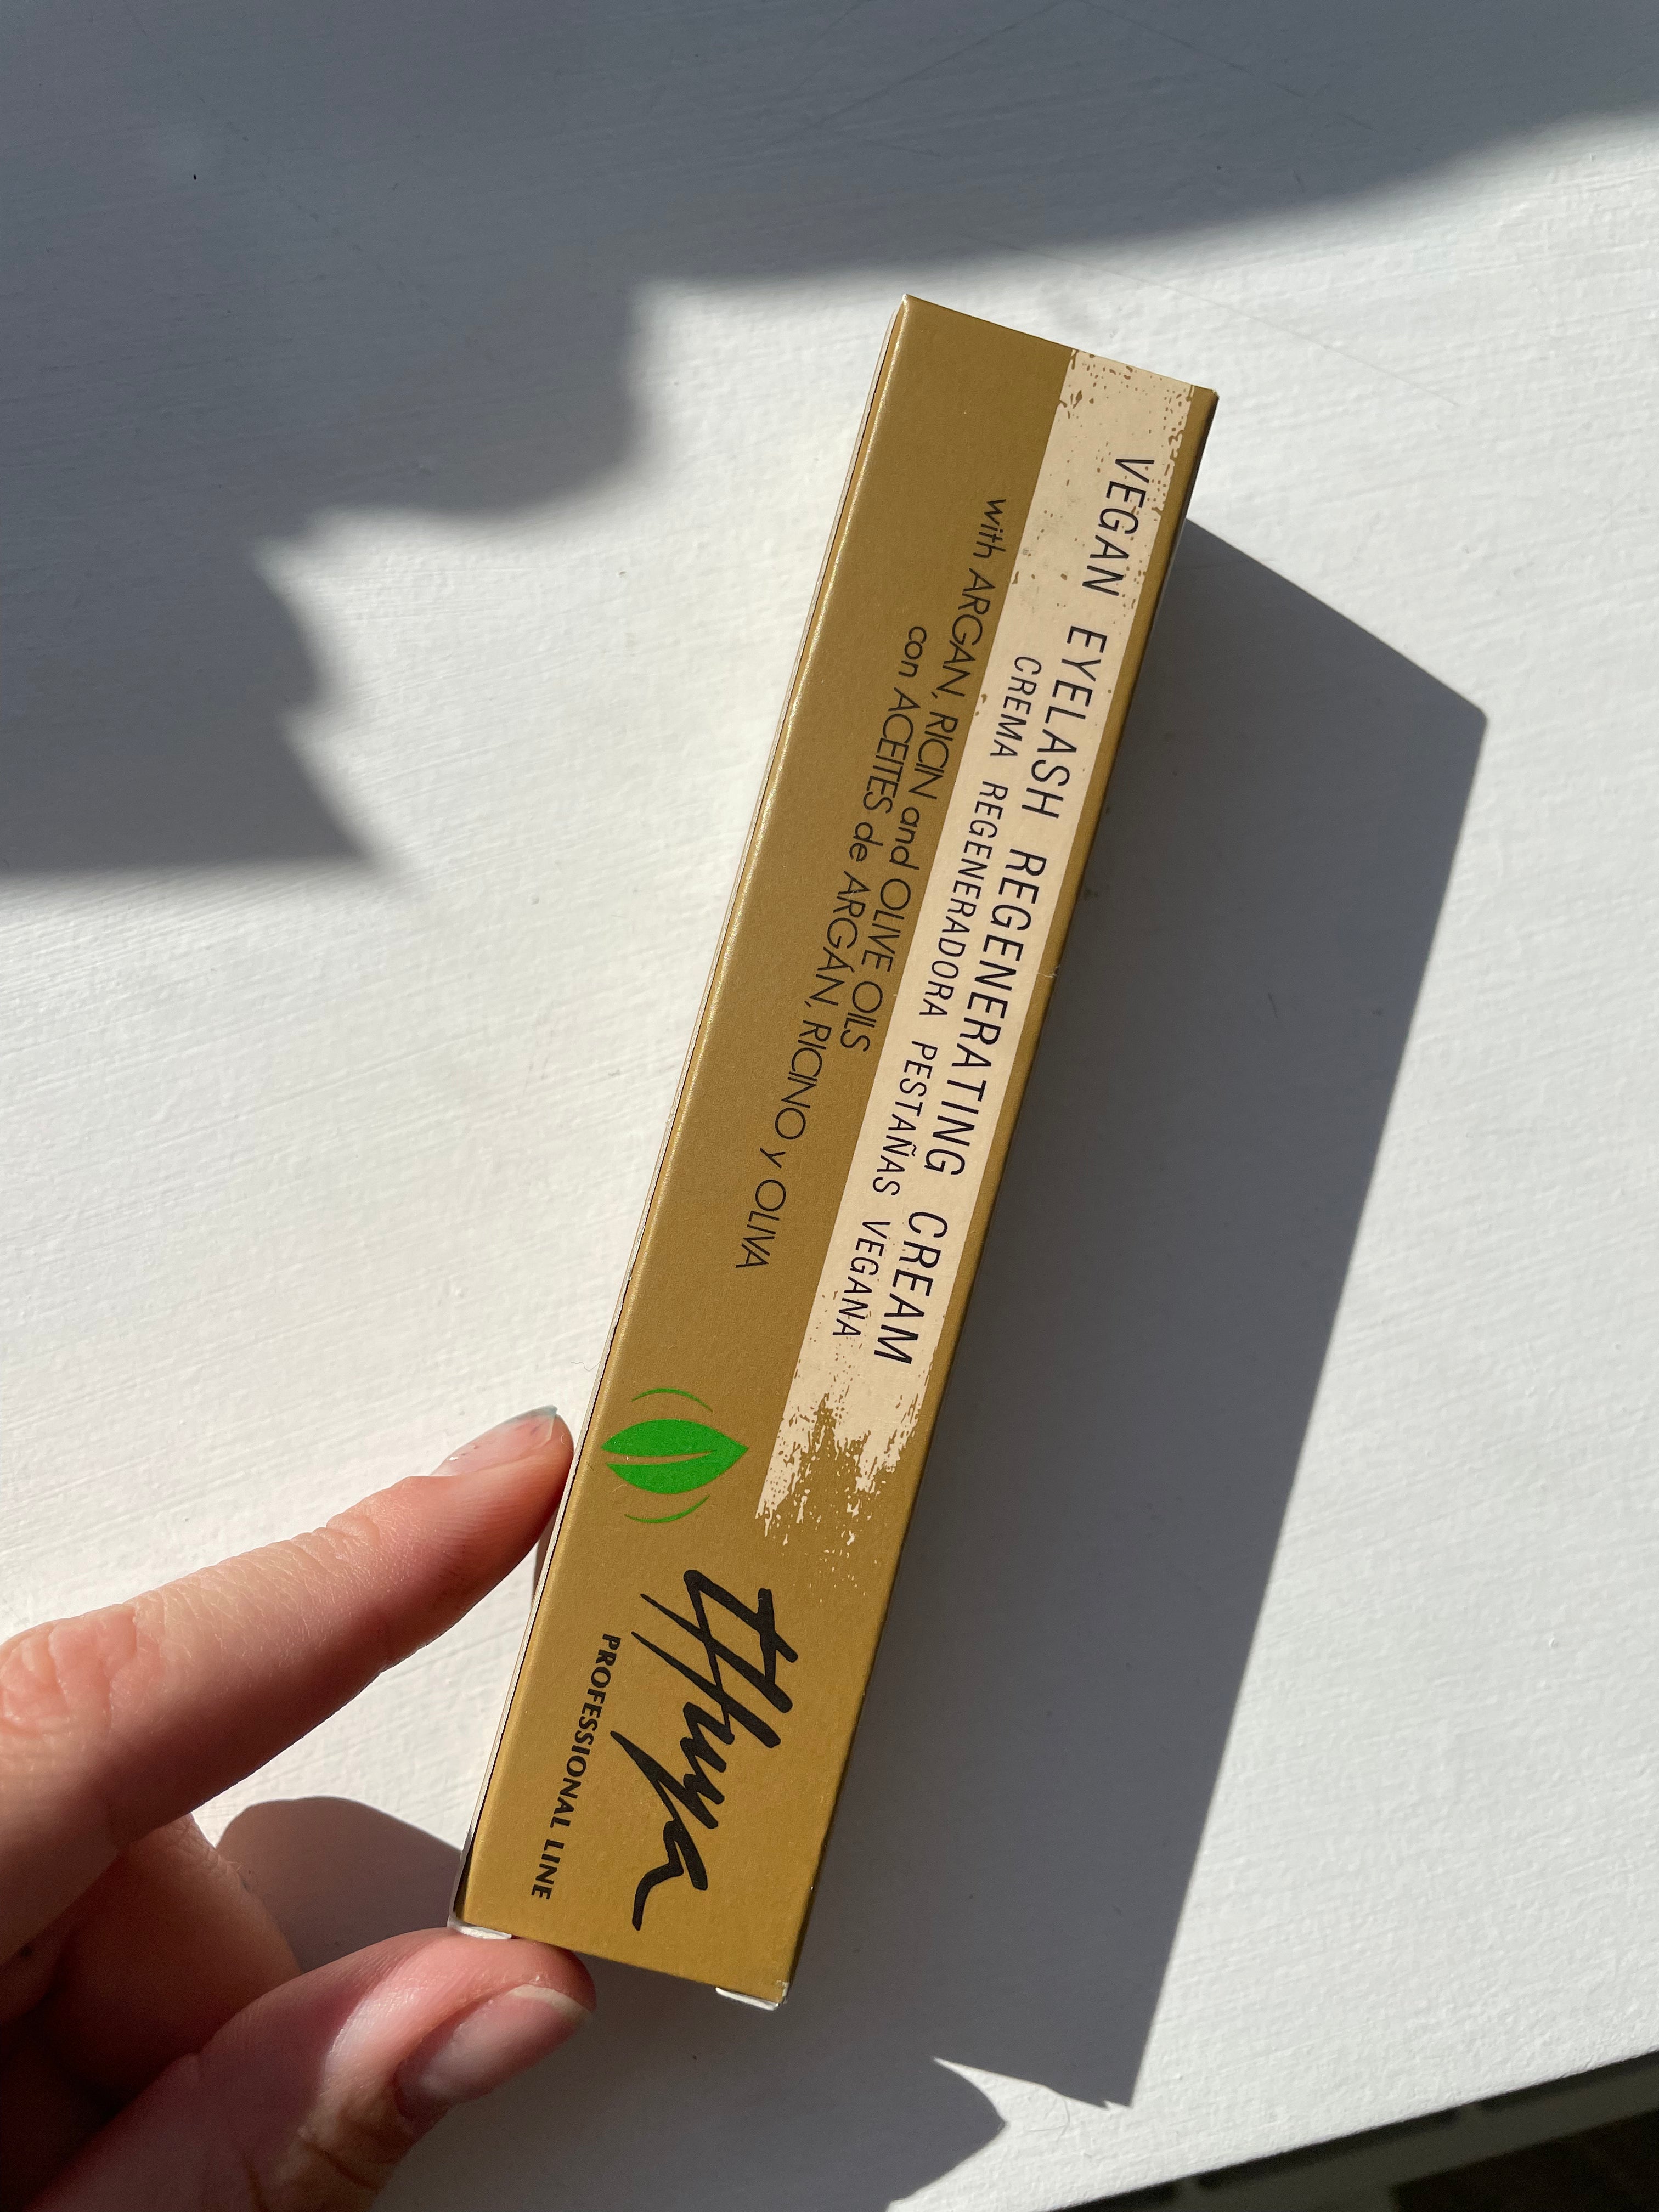 VEGAN EYELASH REGENERATING CREAM
CREMA REGENERADORA PESTAÑAS VEGANA
with ARGAN, RICIN and OLIVE OILS
con ACEITES de ARGÁN, RICINO y OLIVA
thuya
PROFESSIONAL LINE